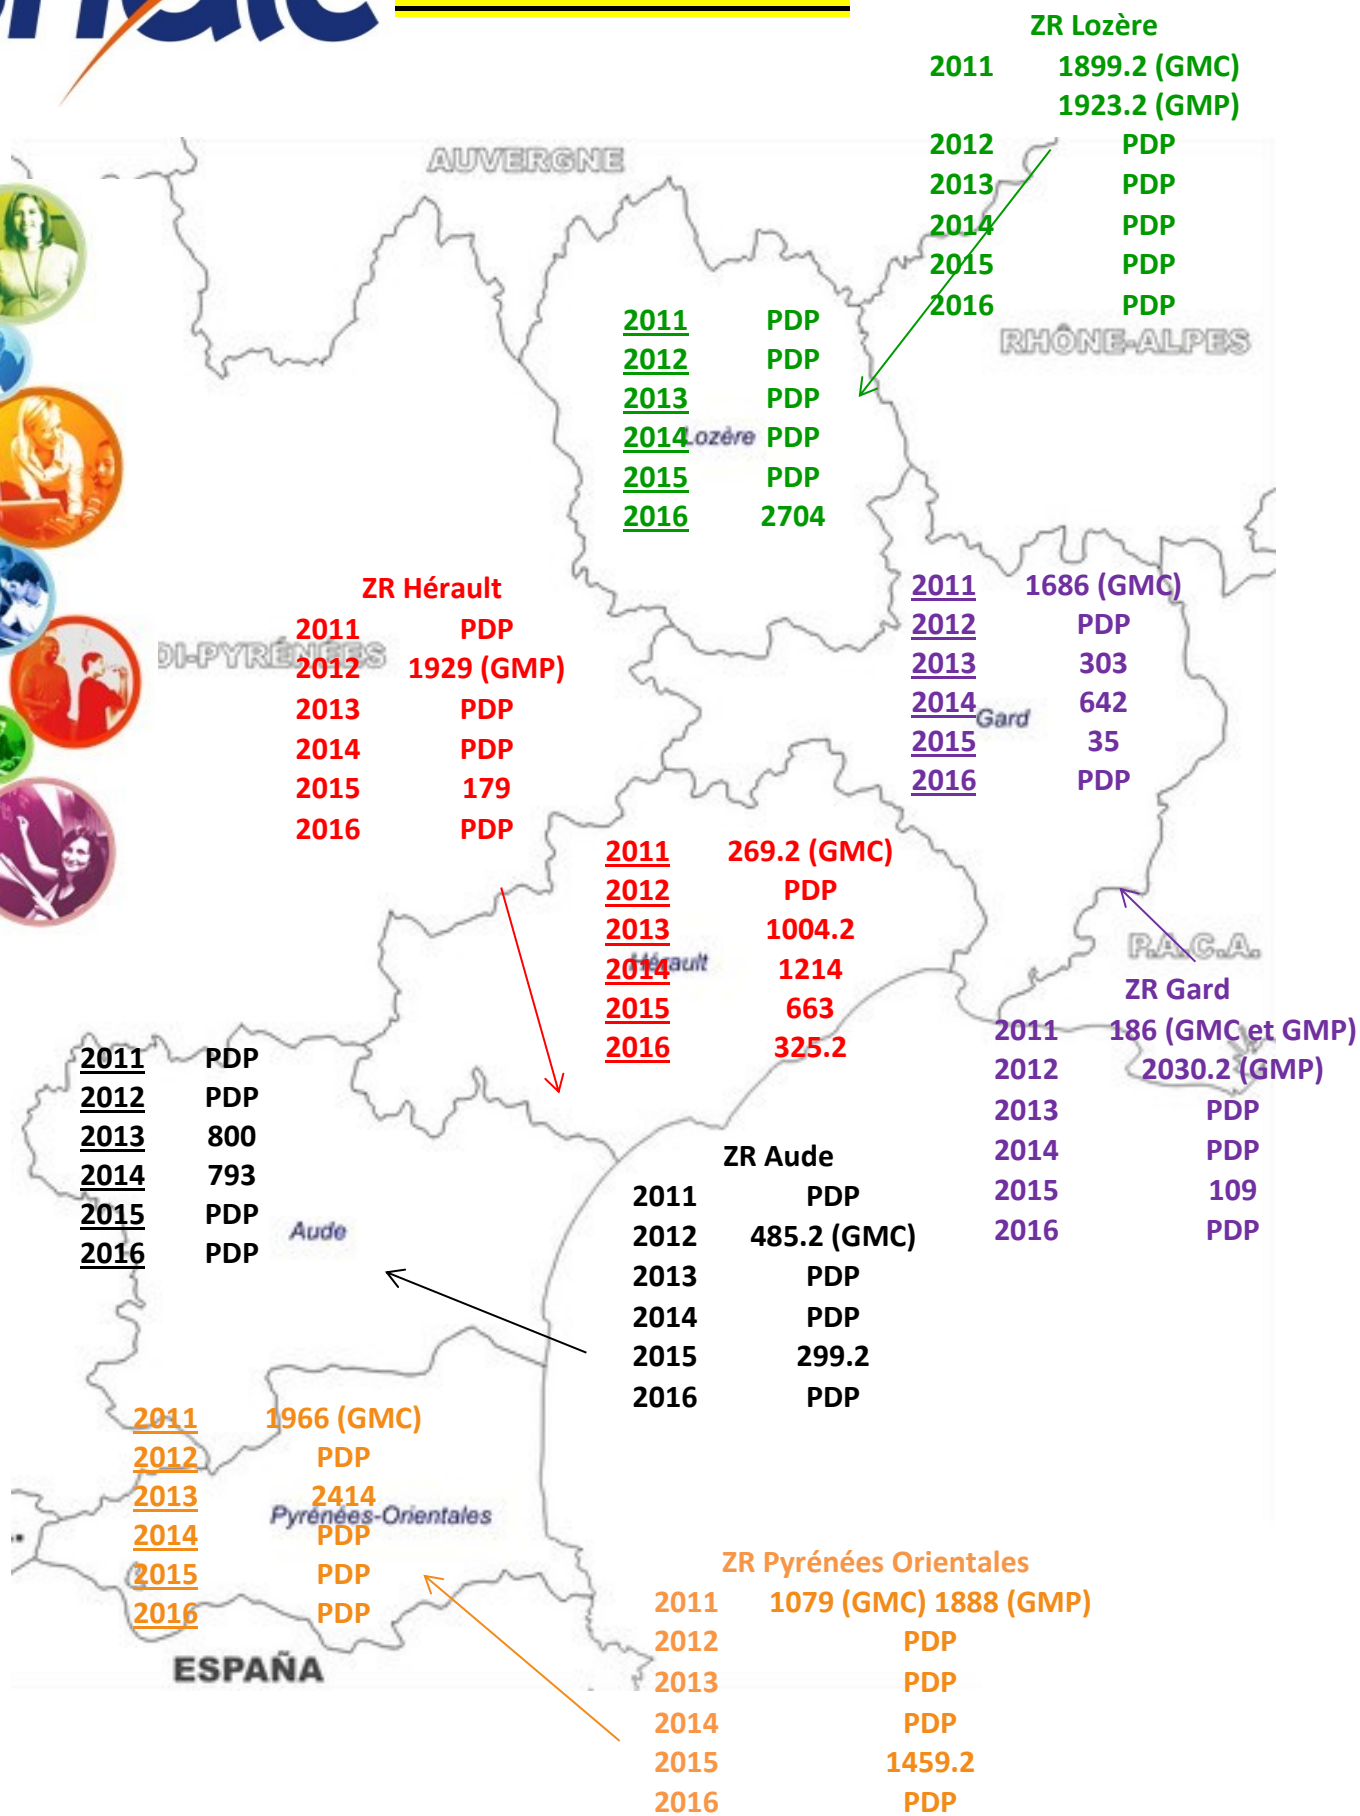 ZR Lozère
2011 1899.2 (GMC)
1923.2 (GMP)
2012 PDP
2013 PDP
2014 PDP
2015 PDP
2016 PDP
AUVERGNE
RHÔNE-ALPES
2011 PDP
2012 PDP
2013 PDP
2014 PDP
2015 PDP
2016 2704
Lozère
ZR Hérault
2011 PDP
2012 1929 (GMP)
2013 PDP
2014 PDP
2015 179
2016 PDP
DI-PYRÉNÉES
2011 1686 (GMC)
2012 PDP
2013 303
2014 642
2015 35
2016 PDP
Gard
2011 269.2 (GMC)
2012 PDP
2013 1004.2
2014 1214
2015 663
2016 325.2
Hérault
P.A.C.A.
ZR Gard
2011 186 (GMC et GMP)
2012 2030.2 (GMP)
2013 PDP
2014 PDP
2015 109
2016 PDP
2011 PDP
2012 PDP
2013 800
2014 793
2015 PDP
2016 PDP
Aude
ZR Aude
2011 PDP
2012 485.2 (GMC)
2013 PDP
2014 PDP
2015 299.2
2016 PDP
2011 1966 (GMC)
2012 PDP
2013 2414
2014 PDP
2015 PDP
2016 PDP
Pyrénées-Orientales
ESPAÑA
ZR Pyrénées Orientales
2011 1079 (GMC) 1888 (GMP)
2012 PDP
2013 PDP
2014 PDP
2015 1459.2
2016 PDP